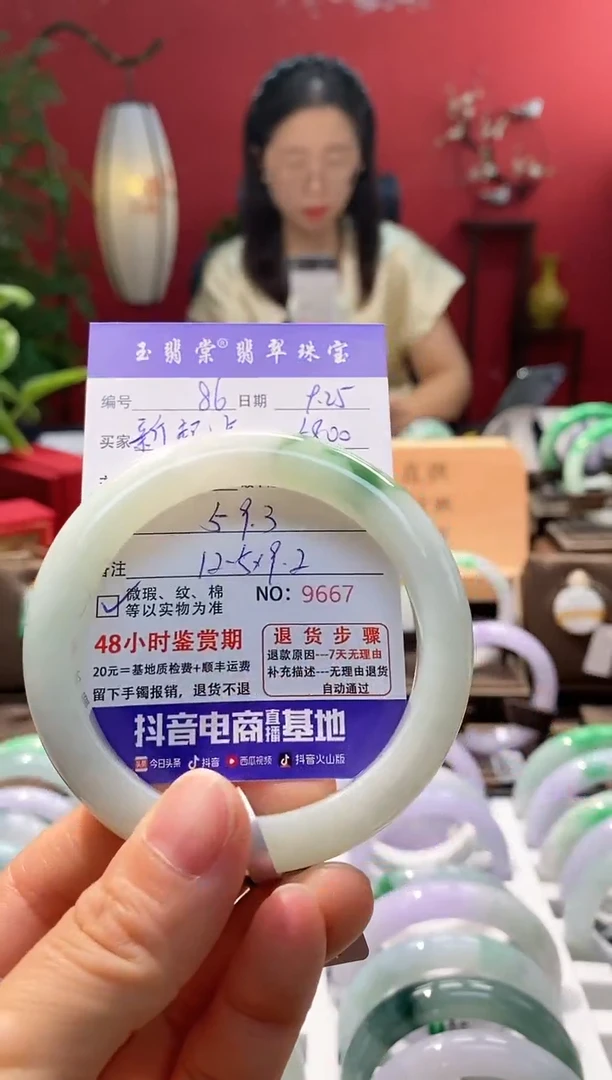 玉翡棠®翡翠珠宝
编号 86 日期 9.25
买家 新
59.3
备注 12.5×9.2
微瑕、纹、棉
等以实物为准
NO: 9667
48小时鉴赏期
20元=基地质检费+顺丰运费
留下手镯报销，退货不退
退货步骤
退款原因---7天无理由
补充描述---无理由退货
自动通过
抖音电商直播基地
头条 今日头条 抖音 西瓜视频 抖音火山版